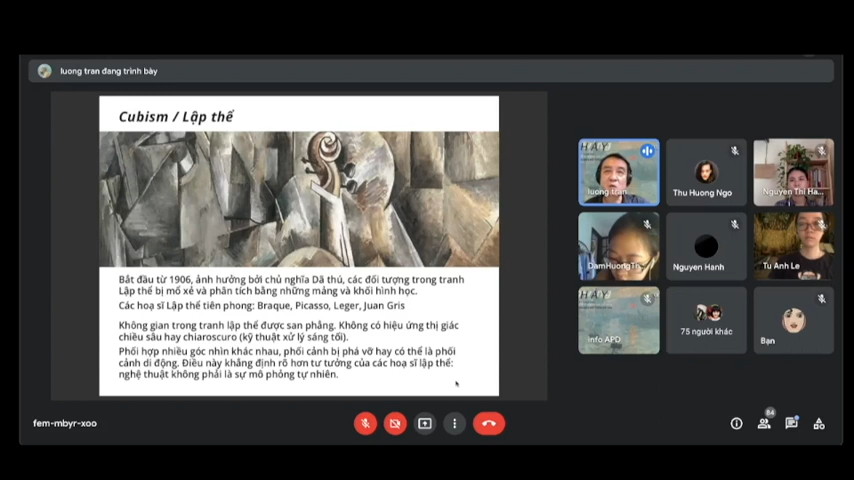 luong tran đang trình bày
Cubism / Lập thể
Bắt đầu từ 1906, ảnh hưởng bởi chủ nghĩa Dã thú, các đối tượng trong tranh
Lập thể bị mổ xẻ và phân tích bằng những mảng và khối hình học.
Các hoạ sĩ Lập thể tiên phong: Braque, Picasso, Leger, Juan Gris
Không gian trong tranh lập thể được san phẳng. Không có hiệu ứng thị giác
chiều sâu hay chiaroscuro (kỹ thuật xử lý sáng tối).
Phối hợp nhiều góc nhìn khác nhau, phối cảnh bị phá vỡ hay có thể là phối
cảnh di động. Điều này khẳng định rõ hơn tư tưởng của các hoạ sĩ lập thể:
nghệ thuật không phải là sự mô phỏng tự nhiên.
luong tran
Thu Huong Ngo
Nguyen Thi Ha...
DamHuongTr...
Nguyen Hanh
Tu Anh Le
info APD
75 người khác
Bạn
fem-mbyr-xoo
84